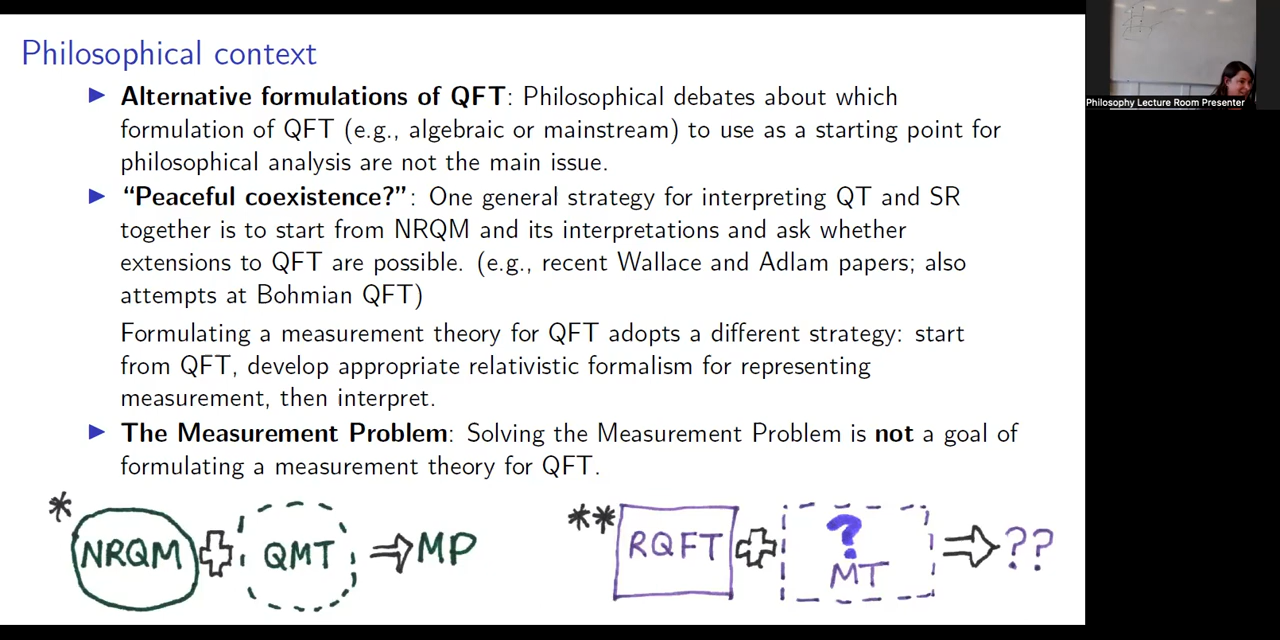 Philosophical context
▶ Alternative formulations of QFT: Philosophical debates about which
formulation of QFT (e.g., algebraic or mainstream) to use as a starting point for
philosophical analysis are not the main issue.
▶ “Peaceful coexistence?”: One general strategy for interpreting QT and SR
together is to start from NRQM and its interpretations and ask whether
extensions to QFT are possible. (e.g., recent Wallace and Adlam papers; also
attempts at Bohmian QFT)
Formulating a measurement theory for QFT adopts a different strategy: start
from QFT, develop appropriate relativistic formalism for representing
measurement, then interpret.
▶ The Measurement Problem: Solving the Measurement Problem is not a goal of
formulating a measurement theory for QFT.
* NRQM + QMT ⇒ MP
** RQFT + ? MT ⇒ ??
Philosophy Lecture Room Presenter